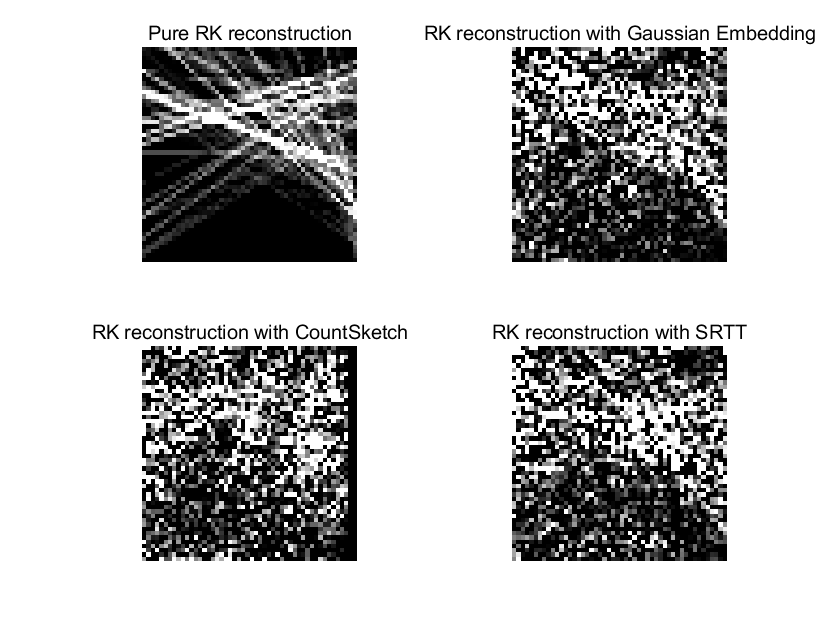 Pure RK reconstruction
RK reconstruction with Gaussian Embedding
RK reconstruction with CountSketch
RK reconstruction with SRTT